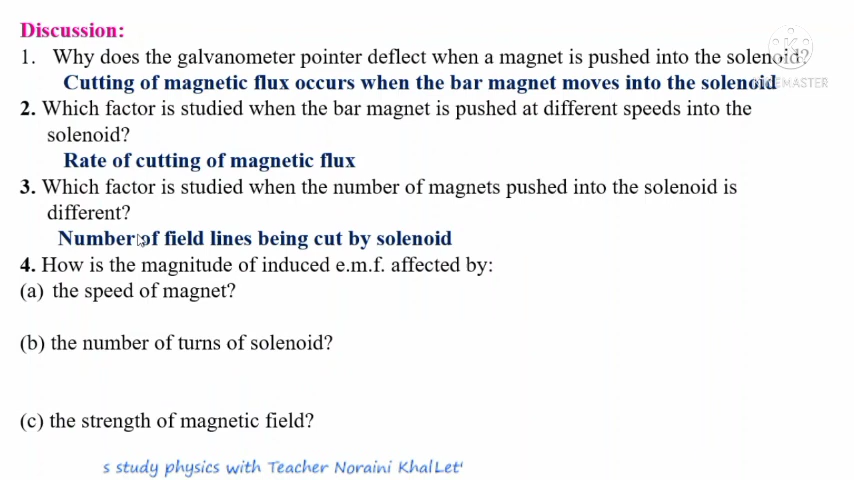 Discussion:
1. Why does the galvanometer pointer deflect when a magnet is pushed into the solenoid?
Cutting of magnetic flux occurs when the bar magnet moves into the solenoid
2. Which factor is studied when the bar magnet is pushed at different speeds into the
solenoid?
Rate of cutting of magnetic flux
3. Which factor is studied when the number of magnets pushed into the solenoid is
different?
Number of field lines being cut by solenoid
4. How is the magnitude of induced e.m.f. affected by:
(a) the speed of magnet?
(b) the number of turns of solenoid?
(c) the strength of magnetic field?
s study physics with Teacher Noraini KhalLet'